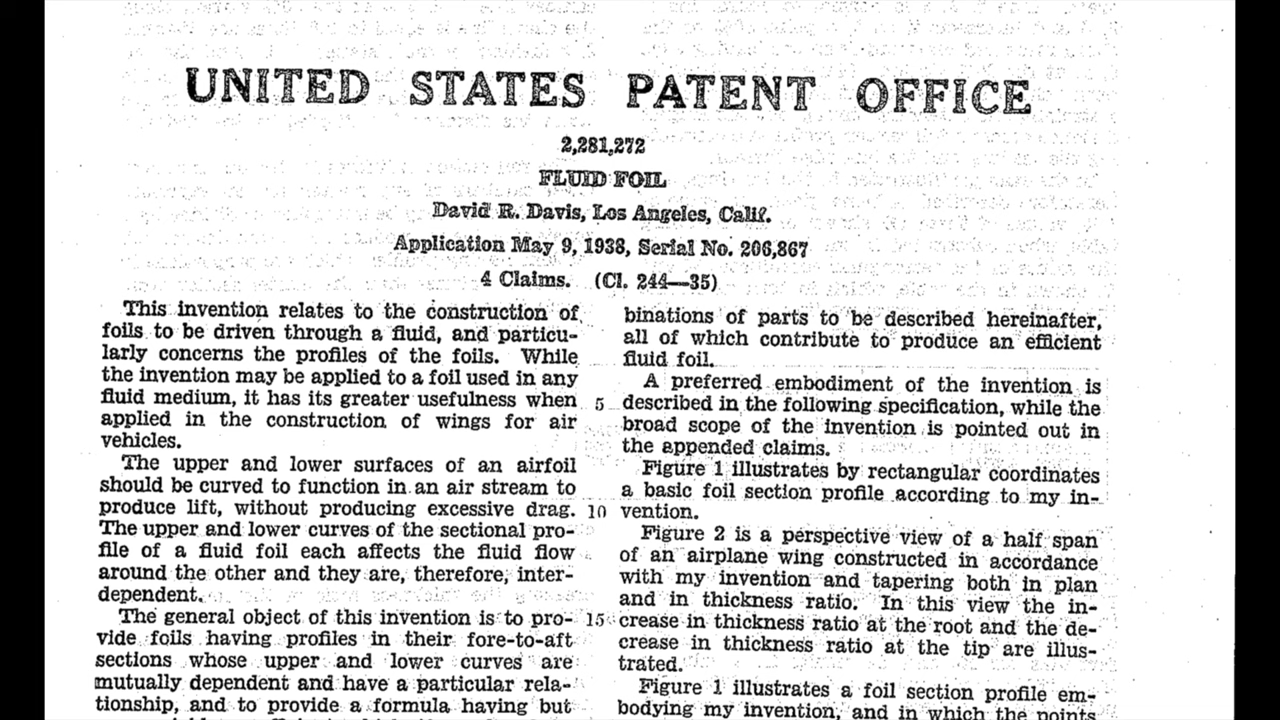 UNITED STATES PATENT OFFICE
2,281,272
FLUID FOIL
David R. Davis, Los Angeles, Calif.
Application May 9, 1938, Serial No. 206,867
4 Claims. (Cl. 244—35)
This invention relates to the construction of
foils to be driven through a fluid, and particu-
larly concerns the profiles of the foils. While
the invention may be applied to a foil used in any
fluid medium, it has its greater usefulness when
applied in the construction of wings for air
vehicles.
The upper and lower surfaces of an airfoil
should be curved to function in an air stream to
produce lift, without producing excessive drag.
The upper and lower curves of the sectional pro-
file of a fluid foil each affects the fluid flow
around the other and they are, therefore, inter-
dependent.
The general object of this invention is to pro-
vide foils having profiles in their fore-to-aft
sections whose upper and lower curves are
mutually dependent and have a particular rela-
tionship, and to provide a formula having but
5
10
15
binations of parts to be described hereinafter,
all of which contribute to produce an efficient
fluid foil.
A preferred embodiment of the invention is
described in the following specification, while the
broad scope of the invention is pointed out in
the appended claims.
Figure 1 illustrates by rectangular coordinates
a basic foil section profile according to my in-
vention.
Figure 2 is a perspective view of a half span
of an airplane wing constructed in accordance
with my invention and tapering both in plan
and in thickness ratio. In this view the in-
crease in thickness ratio at the root and the de-
crease in thickness ratio at the tip are illus-
trated.
Figure 1 illustrates a foil section profile em-
bodying my invention, and in which the points